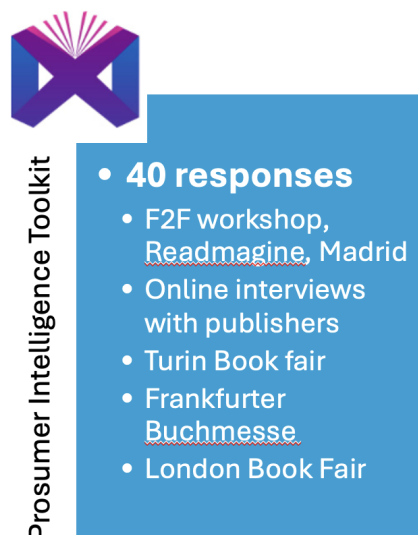 Prosumer Intelligence Toolkit
• 40 responses
• F2F workshop,
Readmagine, Madrid
• Online interviews
with publishers
• Turin Book fair
• Frankfurter
Buchmesse
• London Book Fair